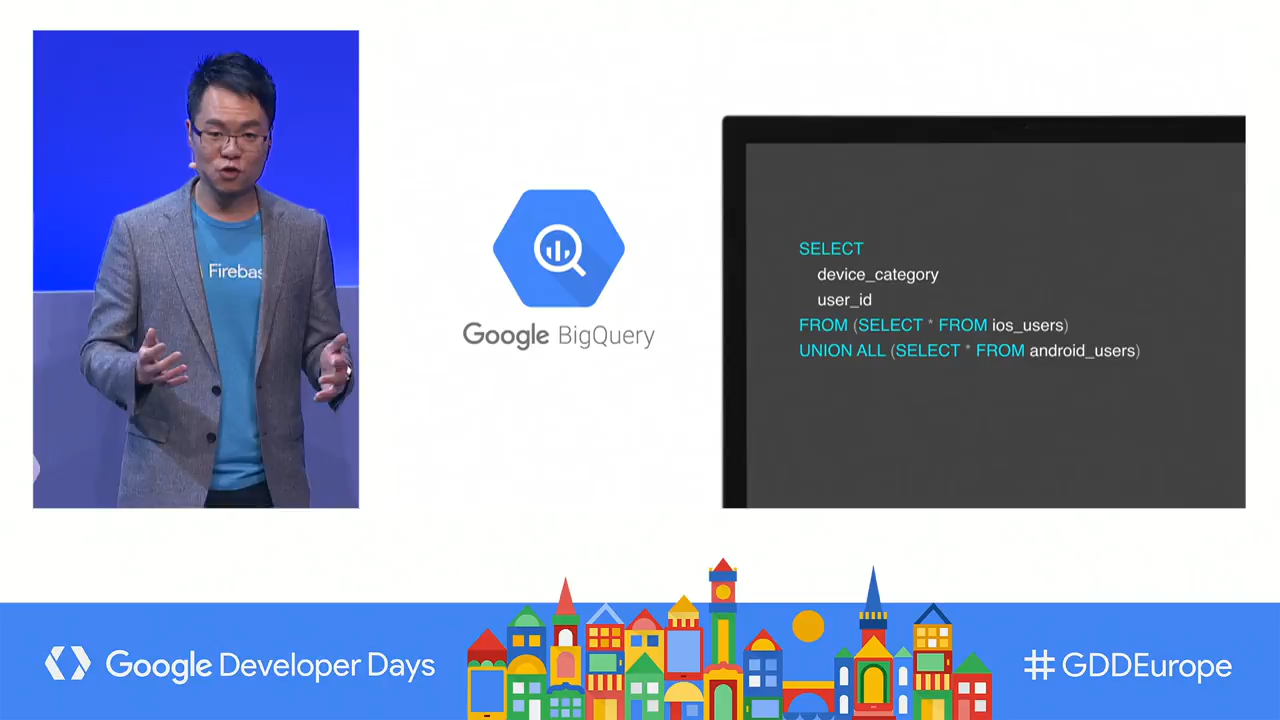 Firebas
Google BigQuery
SELECT
device_category
user_id
FROM (SELECT * FROM ios_users)
UNION ALL (SELECT * FROM android_users)
Google Developer Days
#GDDEurope